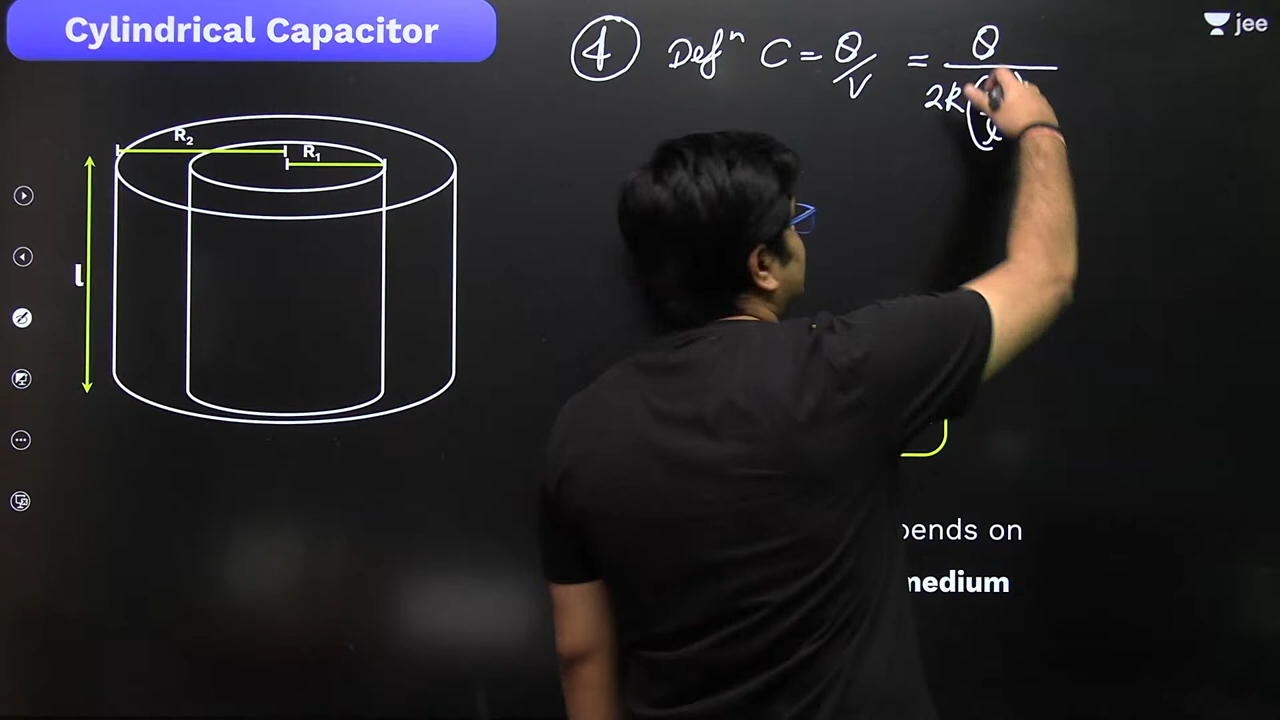 Cylindrical Capacitor
④ Defⁿ C = Q/V = Q
2K( l
jee
R₂
R₁
l
pends on
medium